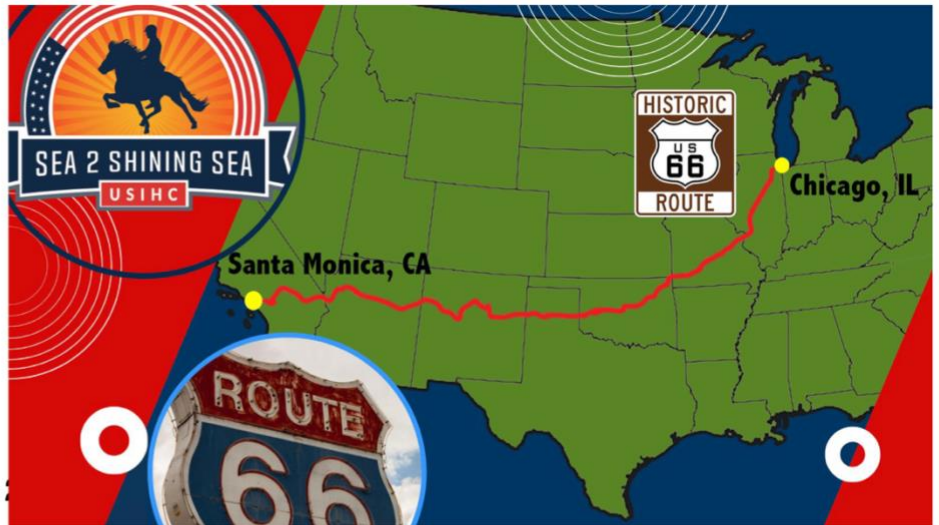 SEA 2 SHINING SEA
USIHC
HISTORIC
US
66
ROUTE
Chicago, IL
Santa Monica, CA
ROUTE
66